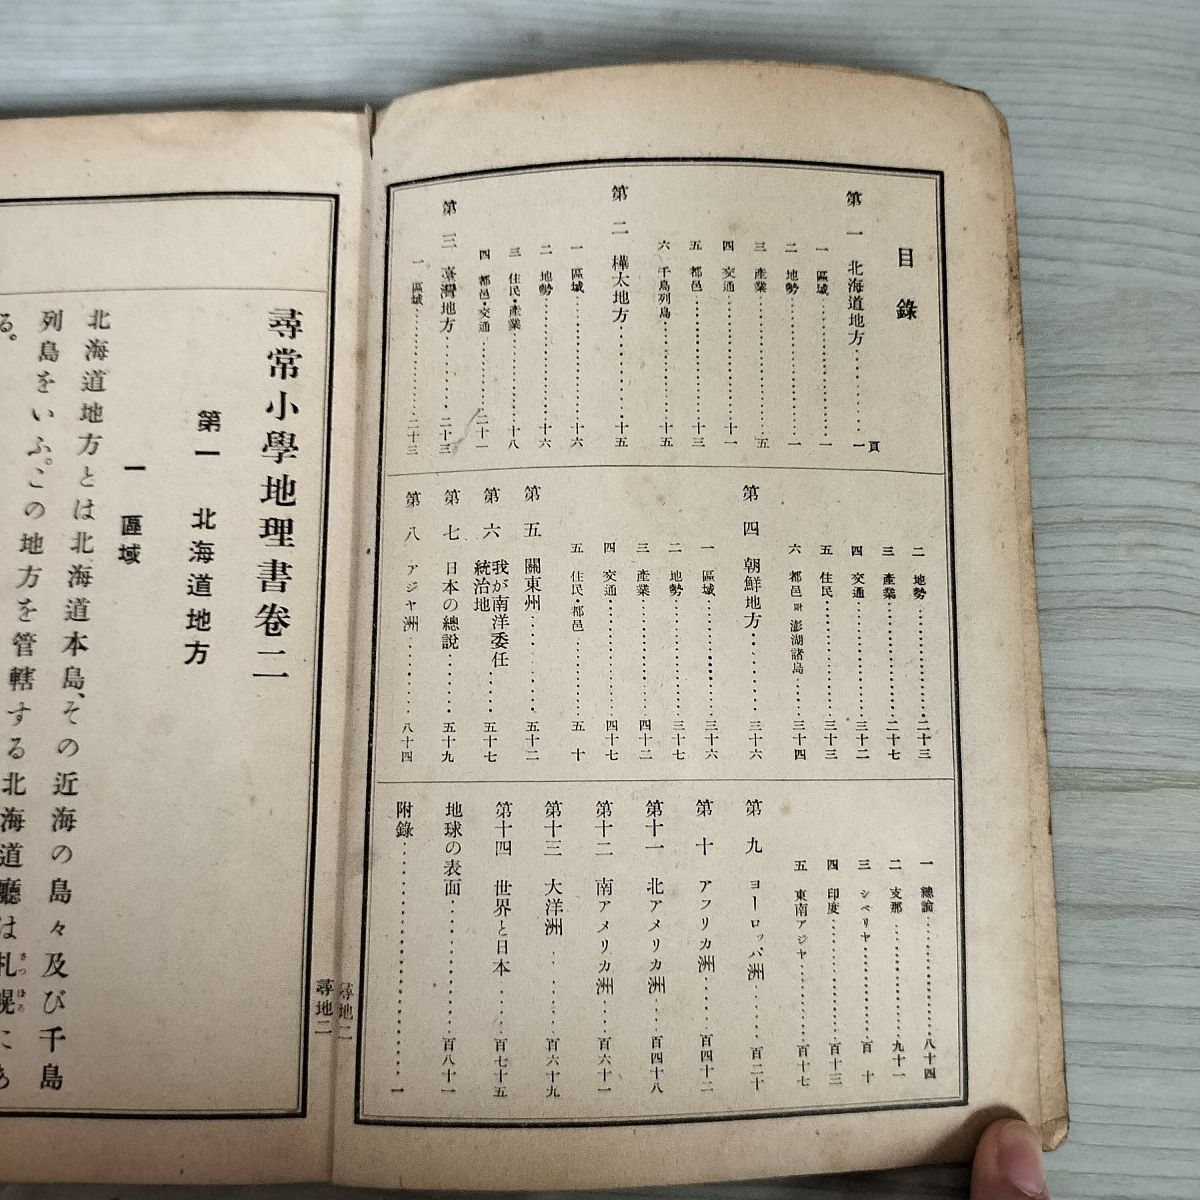 目錄
頁
第一 北海道地方………一
一 區域………一
二 地勢………一
三 產業………五
四 交通………十一
五 都邑………十三
六 千島列島………十五
第二 樺太地方………十五
一 區域………十六
二 地勢………十六
三 住民・產業………十八
四 都邑・交通………二十一
第三 臺灣地方………二十三
一 區域………二十三
二 地勢………二十三
三 產業………二十七
四 交通………三十二
五 住民………三十三
六 都邑 附 澎湖諸島………三十四
第四 朝鮮地方………三十六
一 區域………三十六
二 地勢………三十七
三 產業………四十二
四 交通………四十七
五 住民・都邑………五十
第五 關東州………五十二
第六 我が南洋委任統治地………五十七
第七 日本の總說………五十九
第八 アジヤ洲………八十四
一 總論………八十四
二 支那………九十一
三 シベリヤ………百十
四 印度………百十三
五 東南アジヤ………百十七
第九 ヨーロッパ洲………百二十
第十 アフリカ洲………百四十二
第十一 北アメリカ洲………百四十八
第十二 南アメリカ洲………百六十一
第十三 大洋洲………百六十九
第十四 世界と日本………百七十五
地球の表面………百八十一
附錄………一
尋地二
尋地二
尋常小學地理書卷二
第一 北海道地方
一 區域
北海道地方とは北海道本島、その近海の島々及び千島
列島をいふ。この地方を管轄する北海道廳は札幌にあ
さつほろ
る。